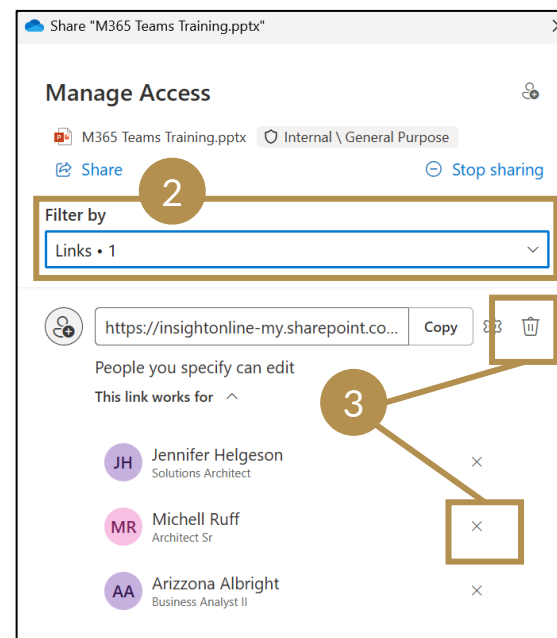 Share "M365 Teams Training.pptx"
Manage Access
M365 Teams Training.pptx Internal \ General Purpose
Share Stop sharing
2
Filter by
Links • 1
https://insightonline-my.sharepoint.co... Copy
People you specify can edit
This link works for
3
JH Jennifer Helgeson
Solutions Architect
MR Michell Ruff
Architect Sr
AA Arizzona Albright
Business Analyst II